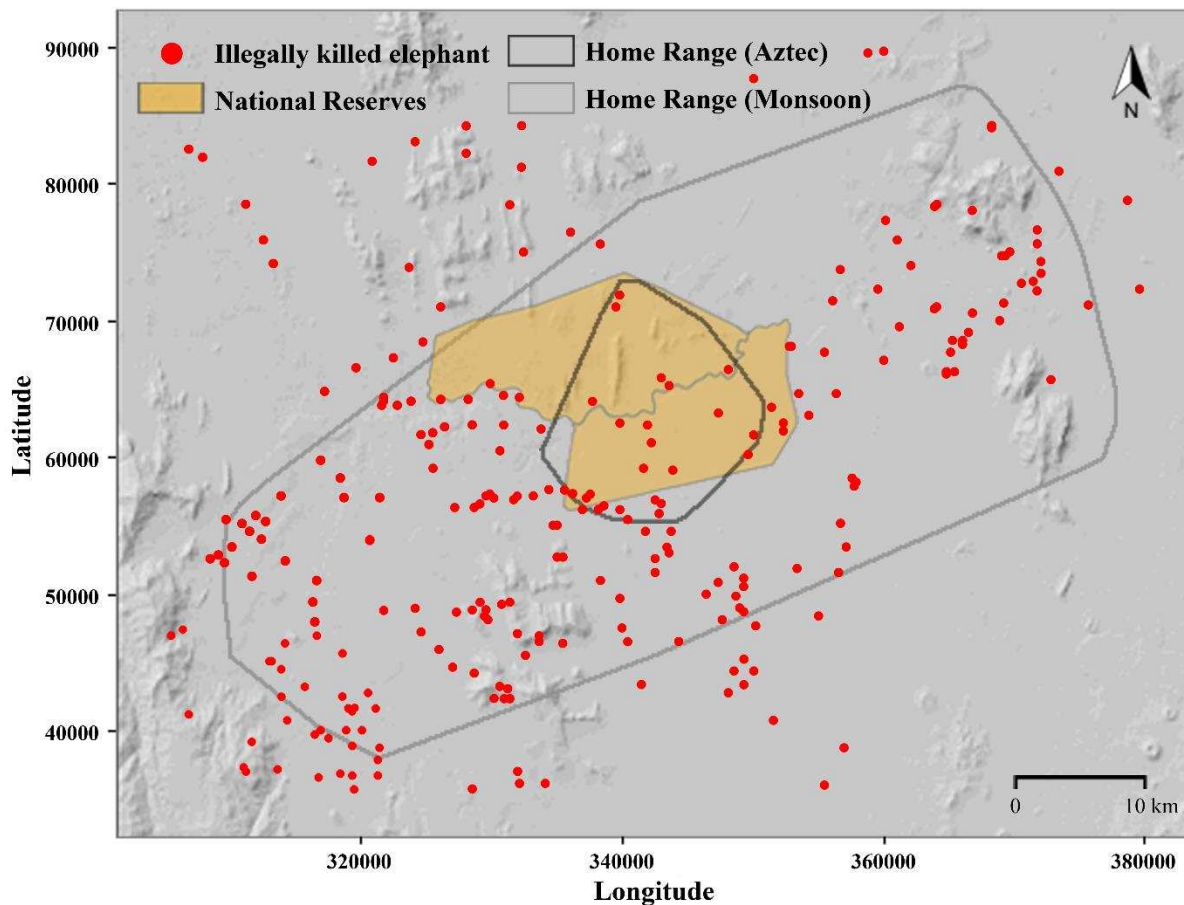 Illegally killed elephant
National Reserves
Home Range (Aztec)
Home Range (Monsoon)
N
90000
80000
70000
60000
50000
40000
Latitude
0 10 km
320000 340000 360000 380000
Longitude